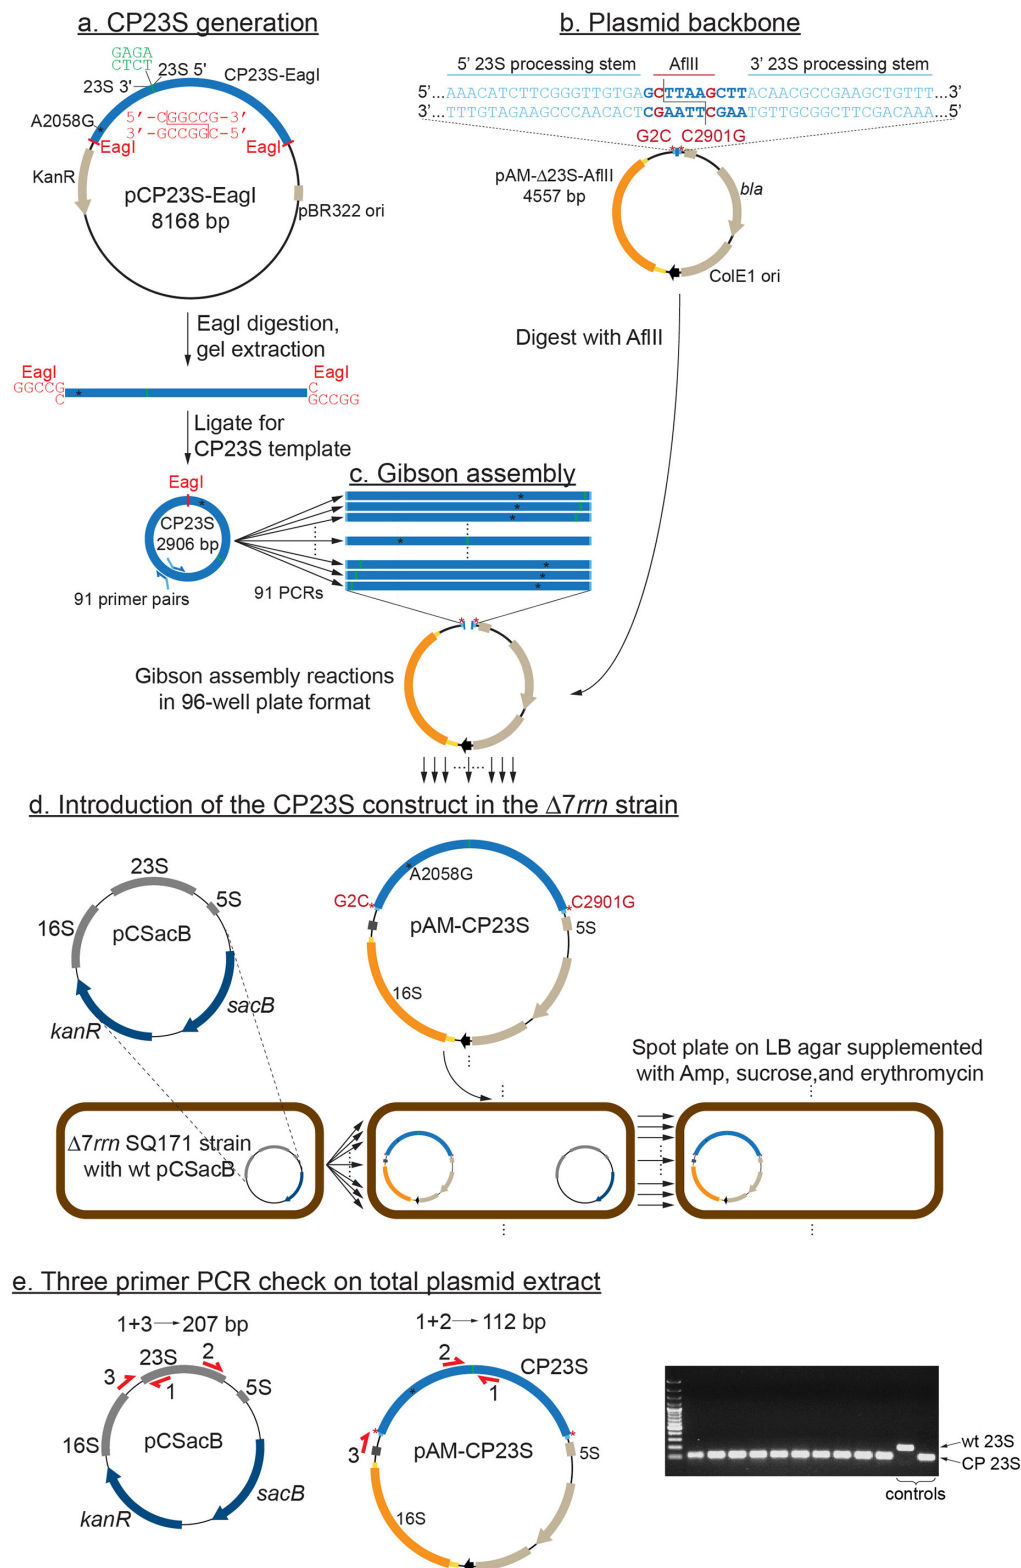 a. CP23S generation
GAGA
CTCT
23S 3'
23S 5'
CP23S-EagI
A2058G
5'-CGGCCG-3'
3'-GCCGGC-5'
EagI
EagI
KanR
pCP23S-EagI
8168 bp
pBR322 ori
EagI digestion,
gel extraction
EagI
GGCCG
C
EagI
C
GCCGG
Ligate for
CP23S template
EagI
CP23S
2906 bp
91 primer pairs
b. Plasmid backbone
5' 23S processing stem
AflII
3' 23S processing stem
5'...AAACATCTTCGGGTTGTGAGCTTAAGCTTACAACGCCGAAGCTGTTT...3'
3'...TTTGTAGAAGCCCAACACTCGAATTCGAATGTTGCGGCTTCGACAAA...5'
G2C
C2901G
pAM-Δ23S-AflII
4557 bp
bla
ColE1 ori
Digest with AflII
c. Gibson assembly
91 PCRs
Gibson assembly reactions
in 96-well plate format
d. Introduction of the CP23S construct in the Δ7rrn strain
23S
5S
16S
pCSacB
sacB
kanR
A2058G
G2C
C2901G
pAM-CP23S
5S
16S
Spot plate on LB agar supplemented
with Amp, sucrose,and erythromycin
Δ7rrn SQ171 strain
with wt pCSacB
e. Three primer PCR check on total plasmid extract
1+3→207 bp
23S
2
3
1
5S
16S
pCSacB
sacB
kanR
1+2→112 bp
2
CP23S
1
3
pAM-CP23S
5S
16S
wt 23S
CP 23S
controls